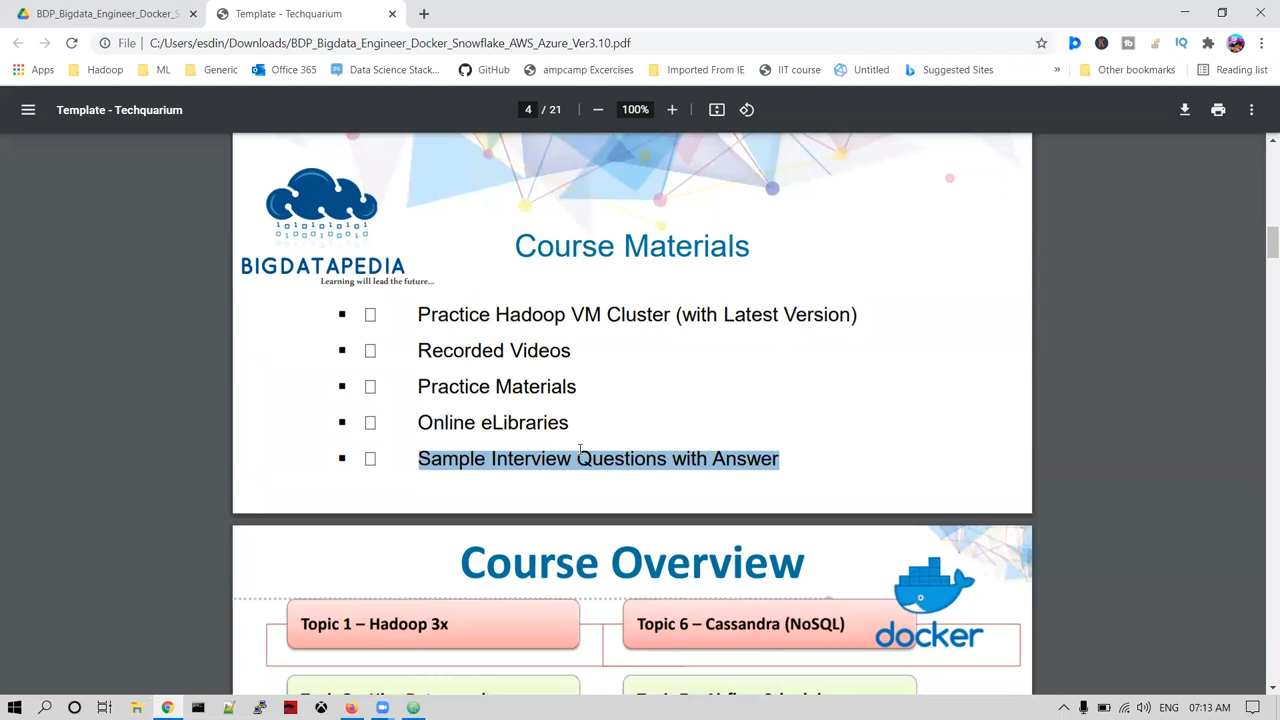 BDP_Bigdata_Engineer_Docker_S
Template - Techquarium
File
C:/Users/esdin/Downloads/BDP_Bigdata_Engineer_Docker_Snowflake_AWS_Azure_Ver3.10.pdf
Apps
Hadoop
ML
Generic
Office 365
Data Science Stack...
GitHub
ampcamp Excercises
Imported From IE
IIT course
Untitled
Suggested Sites
»
Other bookmarks
Reading list
Template - Techquarium
4 / 21
100%
BIGDATAPEDIA
Learning will lead the future...
Course Materials
Practice Hadoop VM Cluster (with Latest Version)
Recorded Videos
Practice Materials
Online eLibraries
Sample Interview Questions with Answer
Course Overview
Topic 1 – Hadoop 3x
Topic 6 – Cassandra (NoSQL)
docker
ENG
07:13 AM